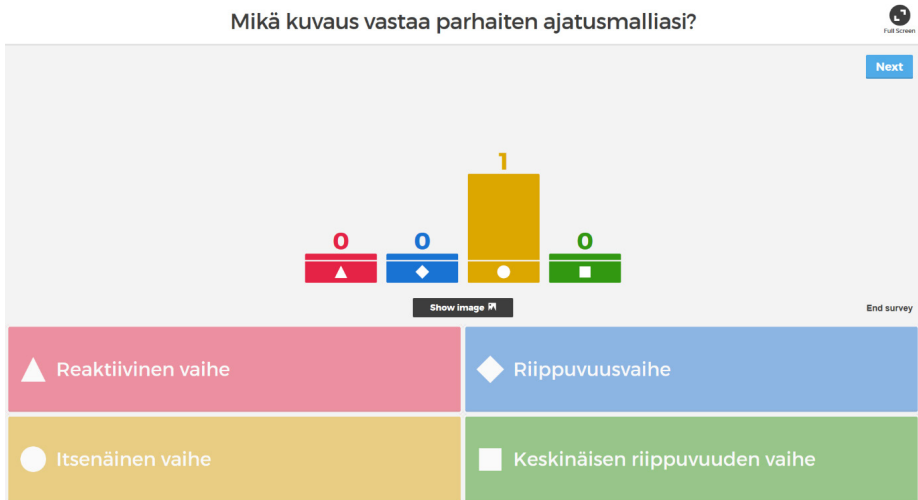 Mikä kuvaus vastaa parhaiten ajatusmalliasi?
Full Screen
Next
1
0
0
0
Show image
End survey
Reaktiivinen vaihe
Riippuvuusvaihe
Itsenäinen vaihe
Keskinäisen riippuvuuden vaihe